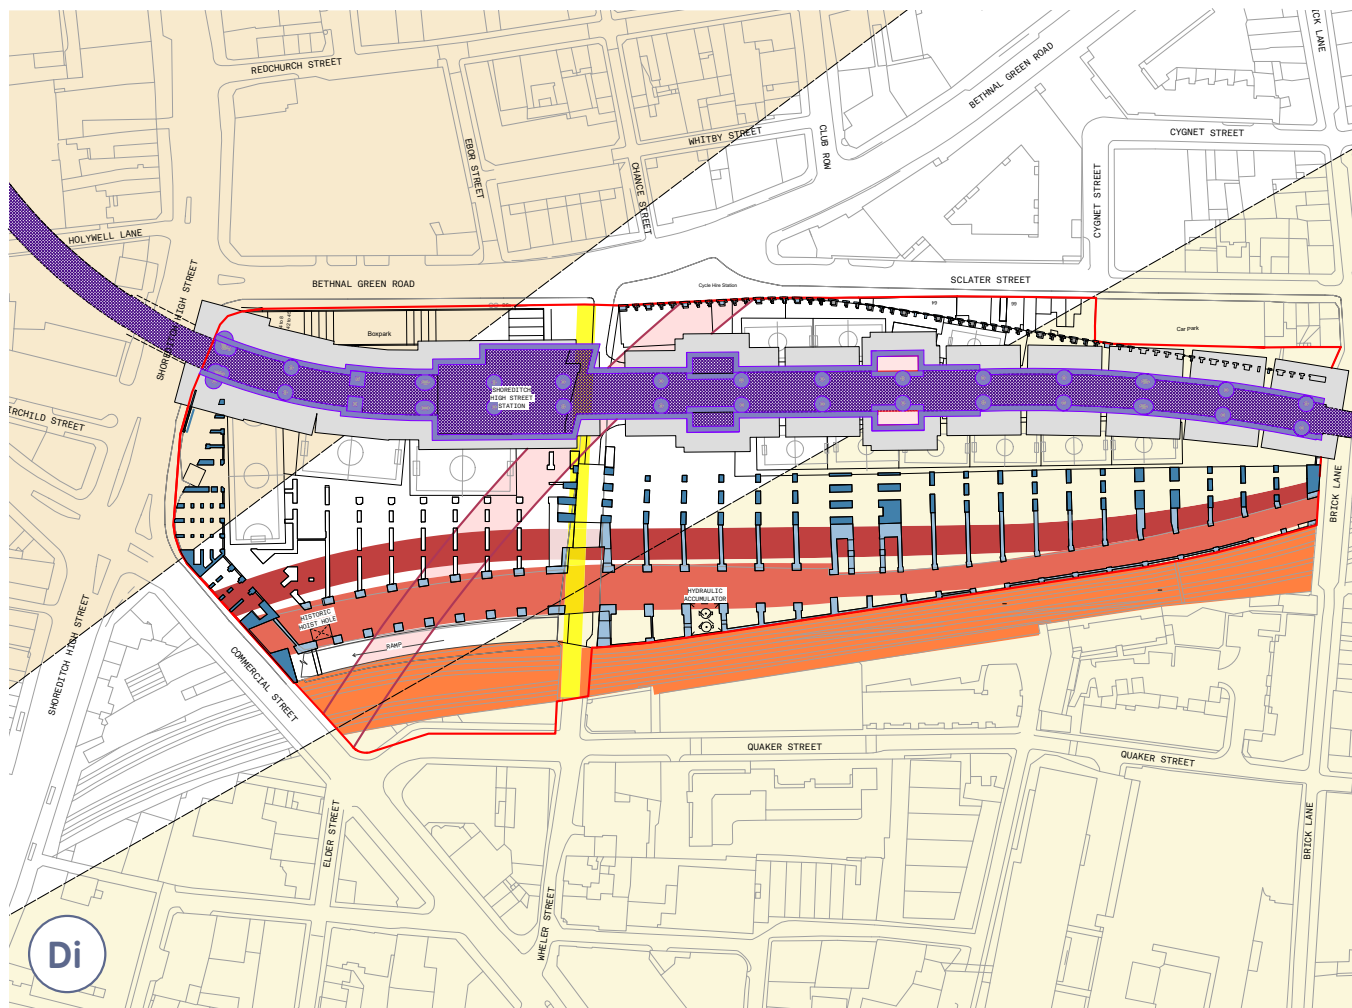 REDCHURCH STREET
EBOR STREET
WHITBY STREET
CLUB ROW
CHANCE STREET
BETHNAL GREEN ROAD
CYGNET STREET
CYGNET STREET
HOLYWELL LANE
SHOREDITCH HIGH STREET
BETHNAL GREEN ROAD
Cycle Hire Station
SCLATER STREET
Boxpark
Car Park
SHOREDITCH
HIGH STREET
STATION
IRCHILD STREET
BRICK LANE
HYDRAULIC
ACCUMULATOR
HISTORIC
HOIST HOLE
RAMP
SHOREDITCH HIGH STREET
COMMERCIAL STREET
QUAKER STREET
QUAKER STREET
ELDER STREET
WHELER STREET
BRICK LANE
ICK LANE
Di